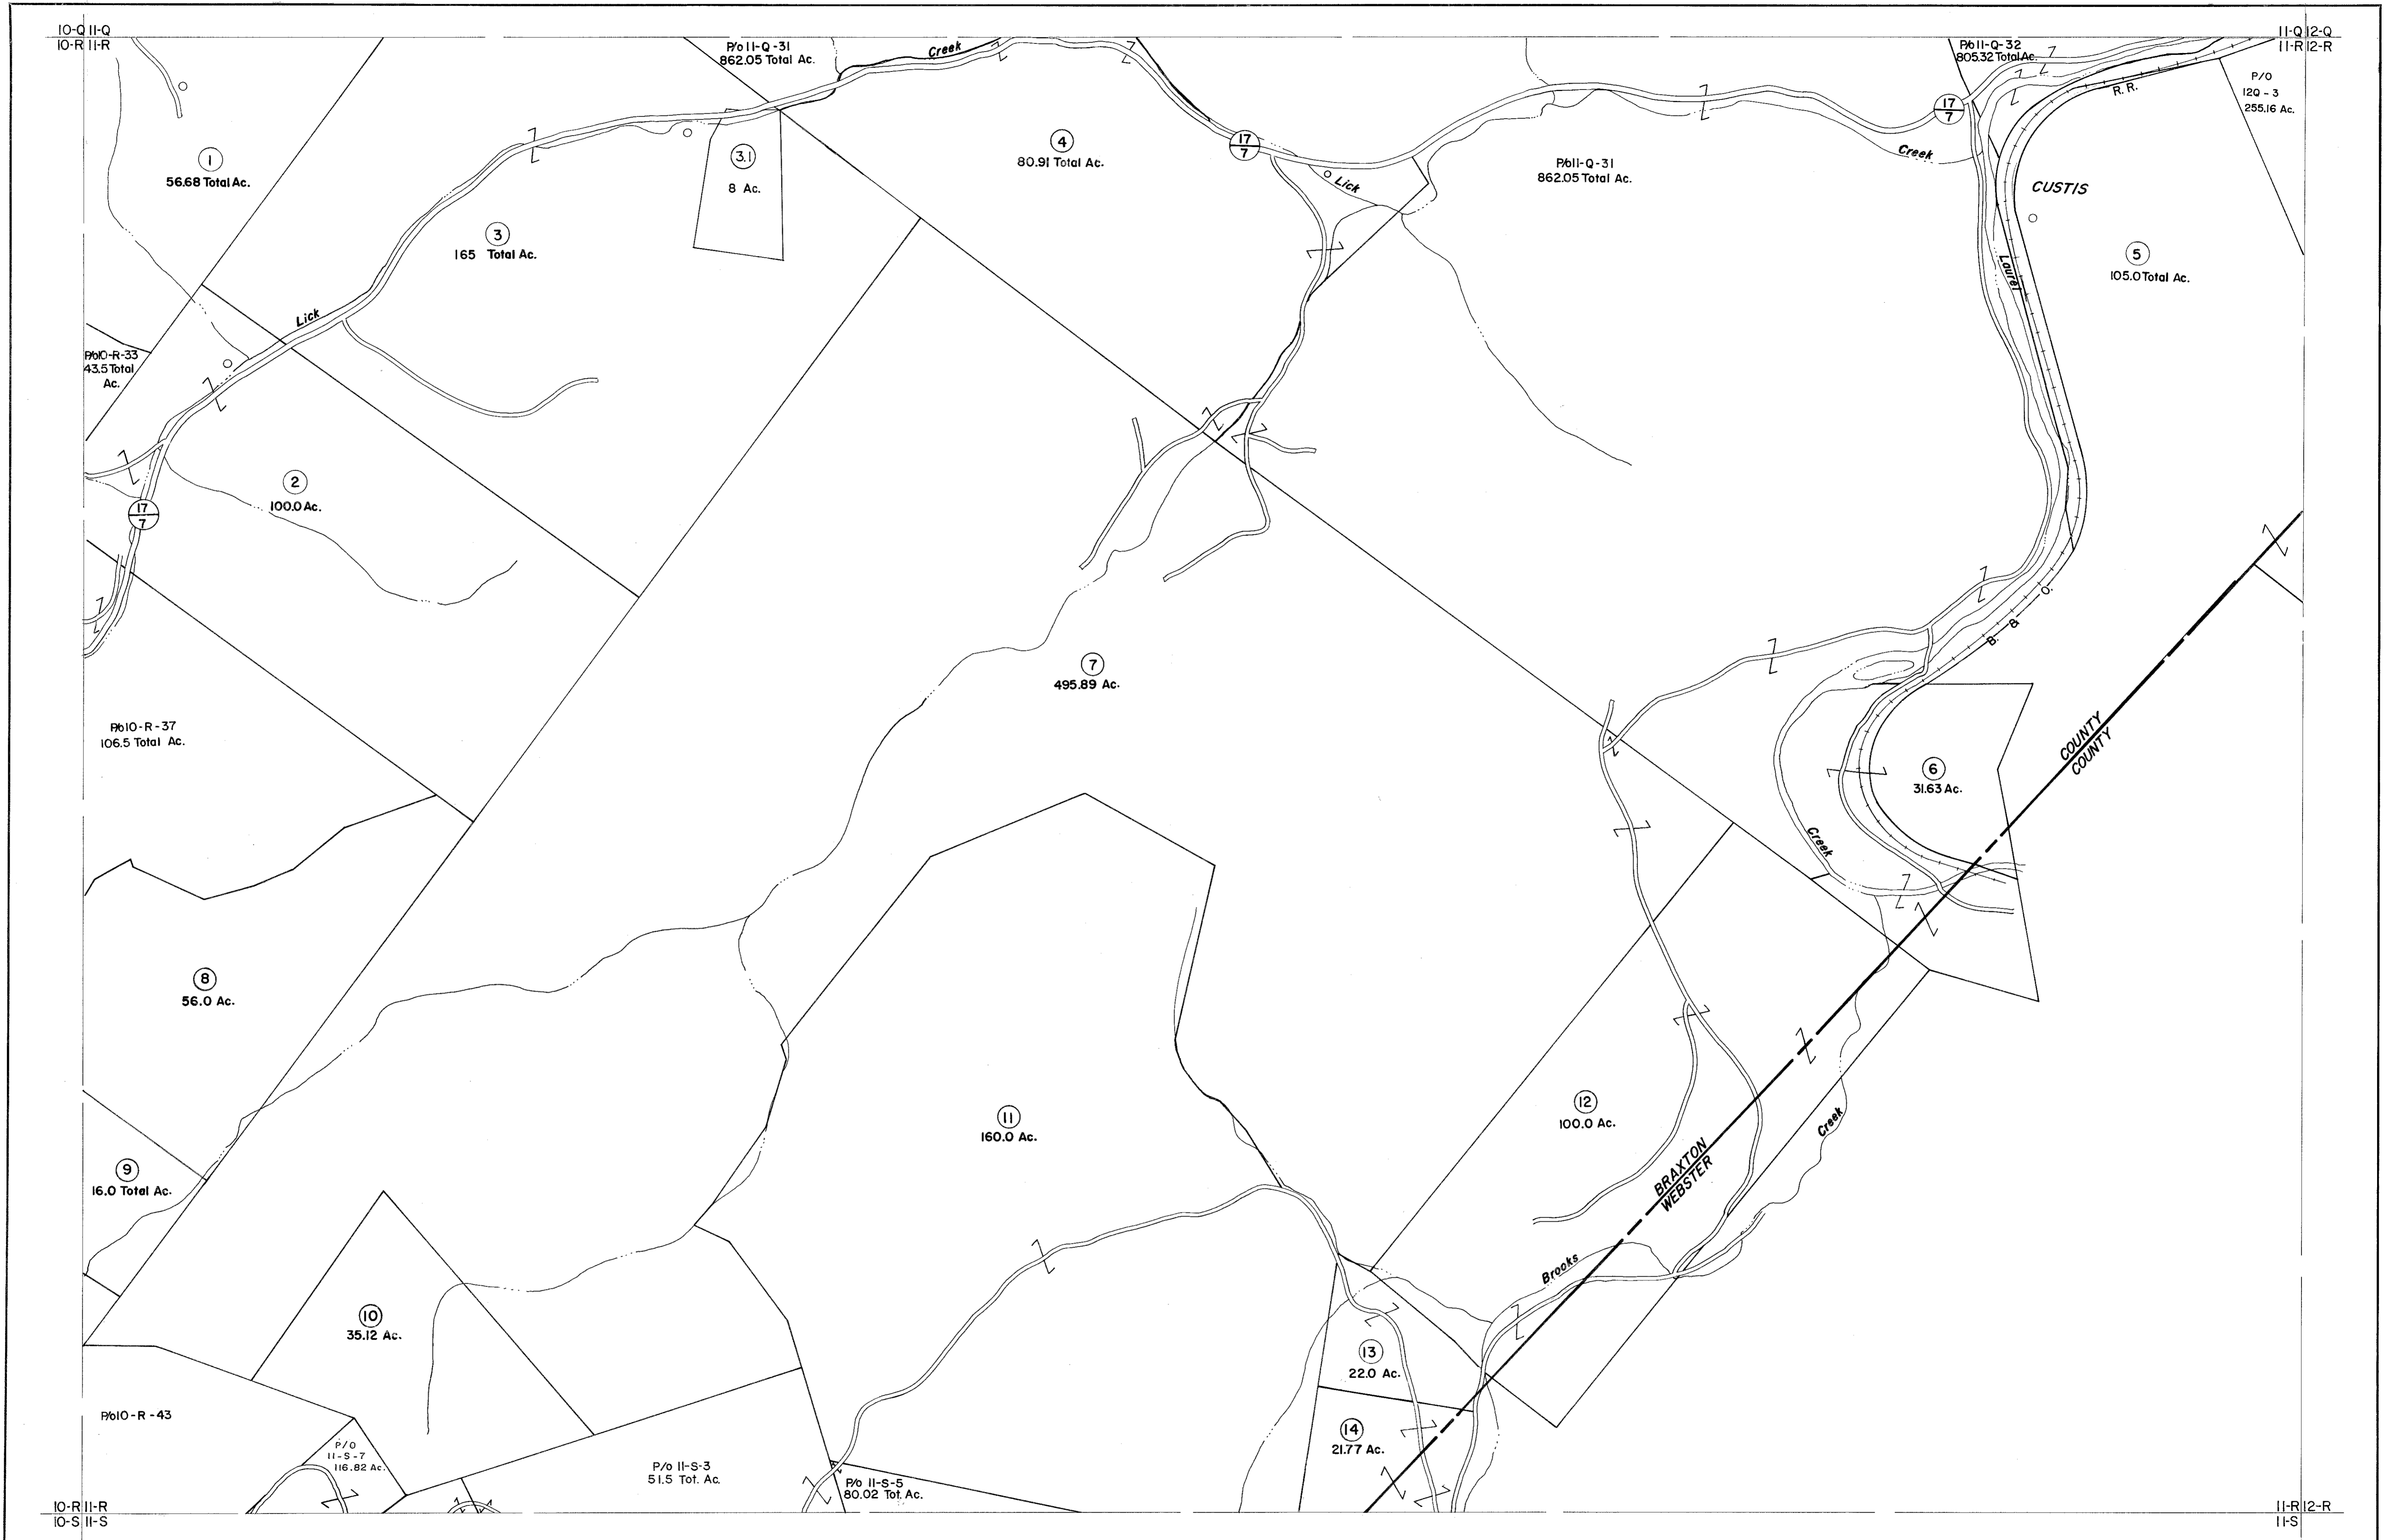 10-Q 11-Q
10-R 11-R
11-Q 12-Q
11-R 12-R
P/o 11-Q-31
862.05 Total Ac.
Creek
P/o 11-Q-32
805.32 Total Ac.
R. R.
P/O
12Q - 3
255.16 Ac.
1
56.68 Total Ac.
3.1
8 Ac.
4
80.91 Total Ac.
17
7
17
7
Lick
P/o 11-Q-31
862.05 Total Ac.
Creek
CUSTIS
3
165 Total Ac.
Laurel
5
105.0 Total Ac.
Lick
P/o 10-R-33
43.5 Total
Ac.
2
100.0 Ac.
17
7
B. & O.
7
495.89 Ac.
P/o 10-R-37
106.5 Total Ac.
COUNTY
COUNTY
6
31.63 Ac.
Creek
8
56.0 Ac.
11
160.0 Ac.
12
100.0 Ac.
Creek
9
16.0 Total Ac.
BRAXTON
WEBSTER
Brooks
10
35.12 Ac.
13
22.0 Ac.
P/o 10-R-43
14
21.77 Ac.
P/O
11-S-7
116.82 Ac.
P/o 11-S-3
51.5 Tot. Ac.
P/o 11-S-5
80.02 Tot. Ac.
10-R 11-R
10-S 11-S
11-R 12-R
11-S